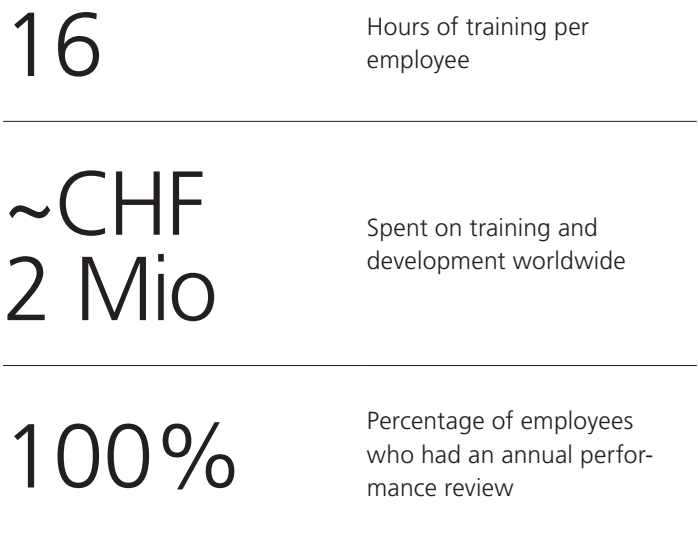 16
Hours of training per
employee
~CHF
2 Mio
Spent on training and
development worldwide
100%
Percentage of employees
who had an annual perfor-
mance review